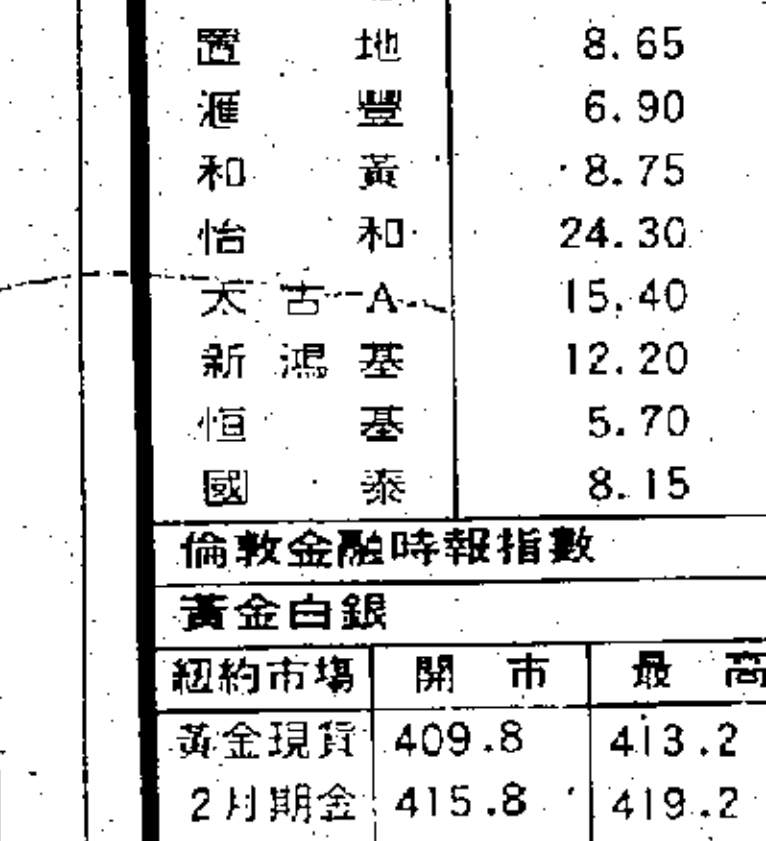 置地 8.65
滙豐 6.90
和黃 8.75
怡和 24.30
太古A 15.40
新鴻基 12.20
恒基 5.70
國泰 8.15
倫敦金融時報指數
黃金白銀
紐約市場 開市 最高
黃金現貨 409.8 413.2
2月期金 415.8 419.2